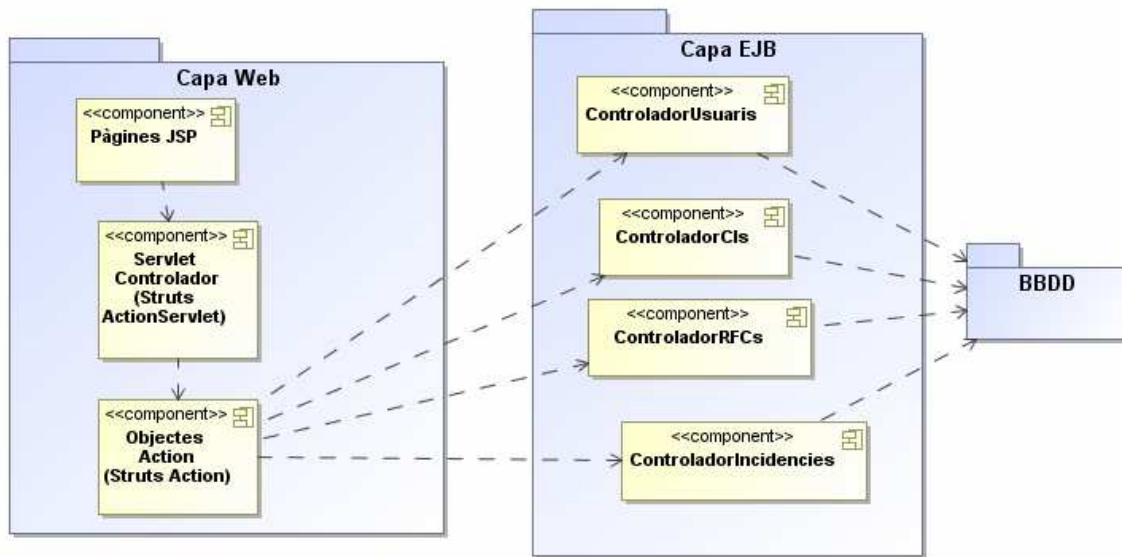 Capa Web
<<component>>
Pàgines JSP
<<component>>
Servlet
Controlador
(Struts
ActionServlet)
<<component>>
Objectes
Action
(Struts Action)
Capa EJB
<<component>>
ControladorUsuaris
<<component>>
ControladorCIs
<<component>>
ControladorRFCs
<<component>>
ControladorIncidencies
BBDD